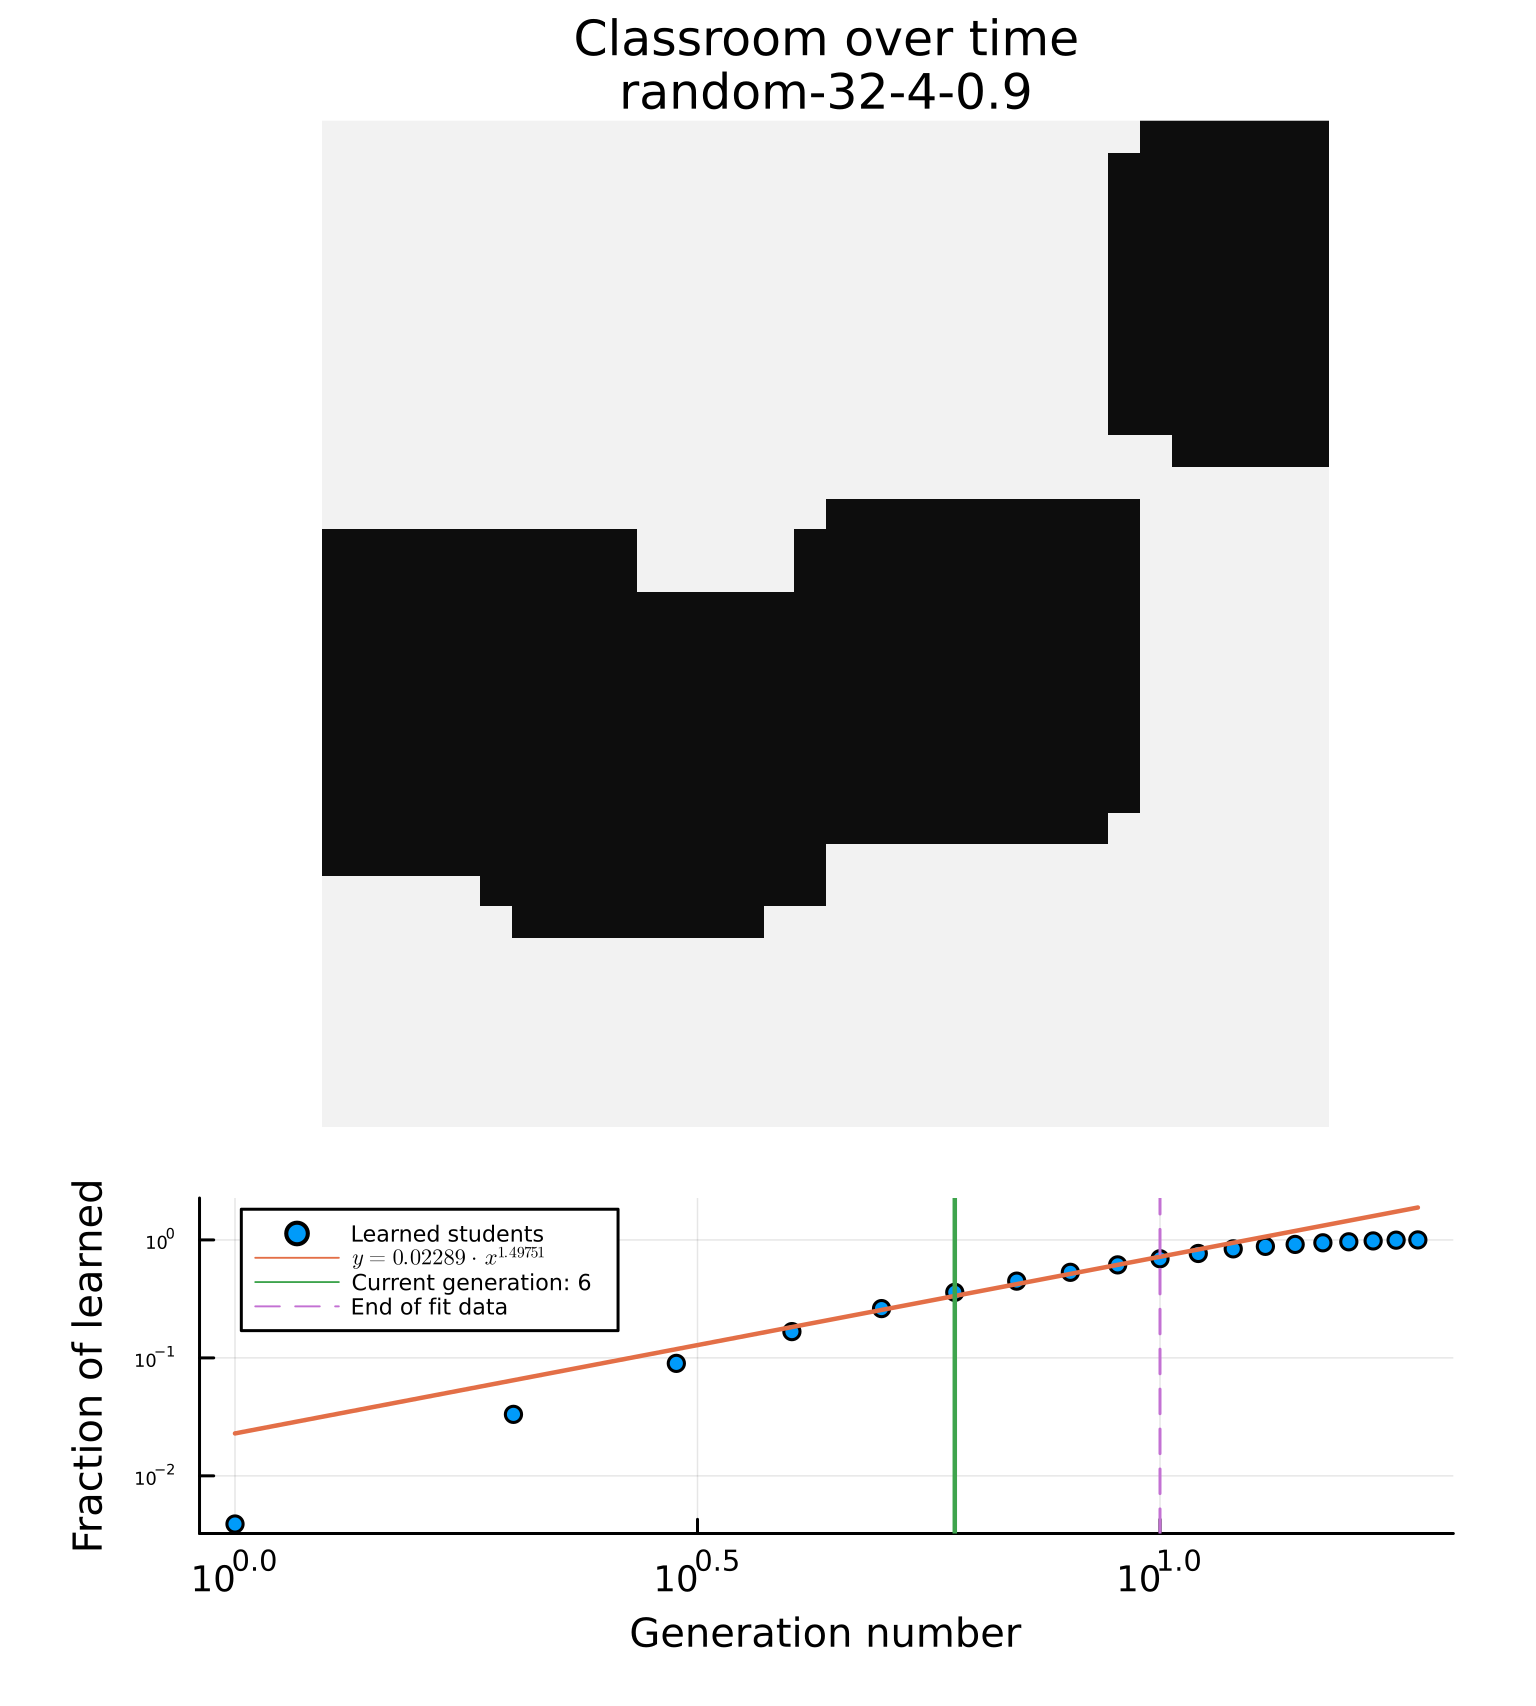 Classroom over time
random-32-4-0.9
Fraction of learned
10⁰
10⁻¹
10⁻²
Learned students
y = 0.02289 · x^1.49751
Current generation: 6
End of fit data
10^0.0
10^0.5
10^1.0
Generation number